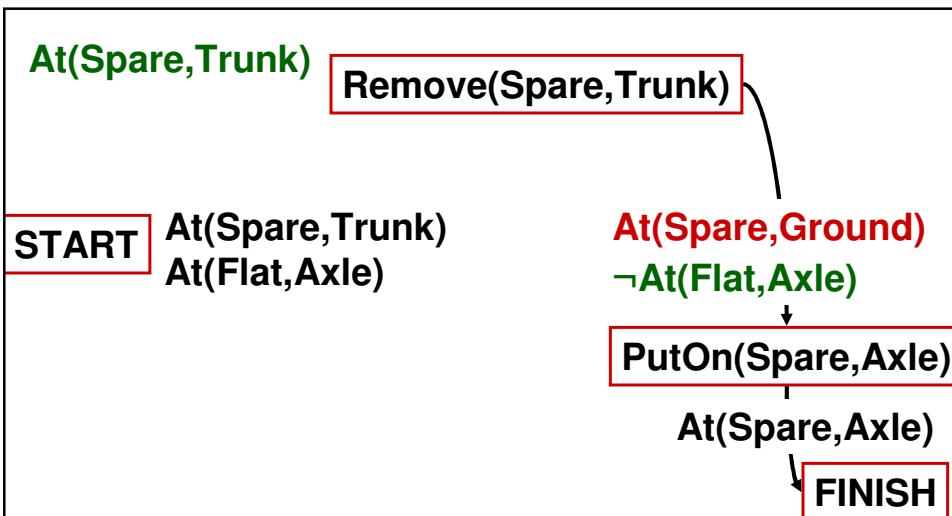 At(Spare,Trunk)
Remove(Spare,Trunk)
START
At(Spare,Trunk)
At(Flat,Axle)
At(Spare,Ground)
¬At(Flat,Axle)
PutOn(Spare,Axle)
At(Spare,Axle)
FINISH